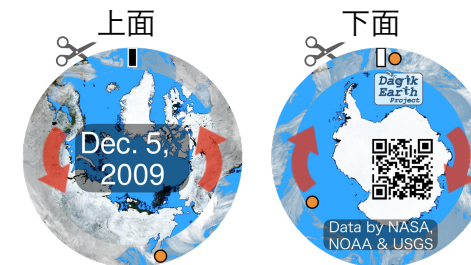 上面
下面
Dec. 5,
2009
Dagik
Earth
Project
Data by NASA,
NOAA & USGS